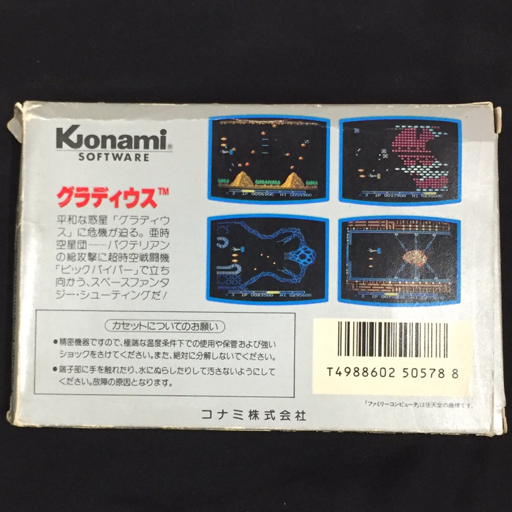 Konami®
SOFTWARE
グラディウス™
平和な惑星「グラディウ
ス」に危機が迫る。亜時
空星団──バクテリアン
の総攻撃に超時空戦闘機
「ビックバイパー」で立ち
向かう、スペースファンタ
ジー・シューティングだ!
カセットについてのお願い
●精密機器ですので、極端な温度条件下での使用や保管および強い
ショックをさけてください。また、絶対に分解しないでください。
●端子部に手を触れたり、水にぬらしたりして汚さないようにして
ください。故障の原因となります。
コナミ株式会社
T4988602 50578 8
「ファミリーコンピュータ」は任天堂の商標です。